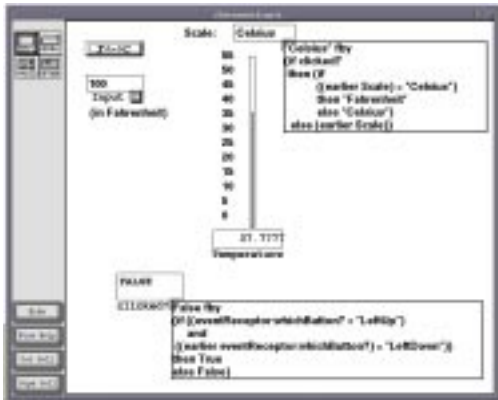 Scale: Celsius
"Celsius" fby
(if clicked?
then (if
((earlier Scale) = "Celsius")
then "Fahrenheit"
else "Celsius")
else (earlier Scale))
100
Input
(in Fahrenheit)
50
45
40
35
30
25
20
15
10
5
0
37.7777
Temperature
FALSE
clicked?
False fby
(if ((eventReceptor:whichButton? = "LeftUp")
and
((earlier eventReceptor:whichButton?) = "LeftDown"))
then True
else False)